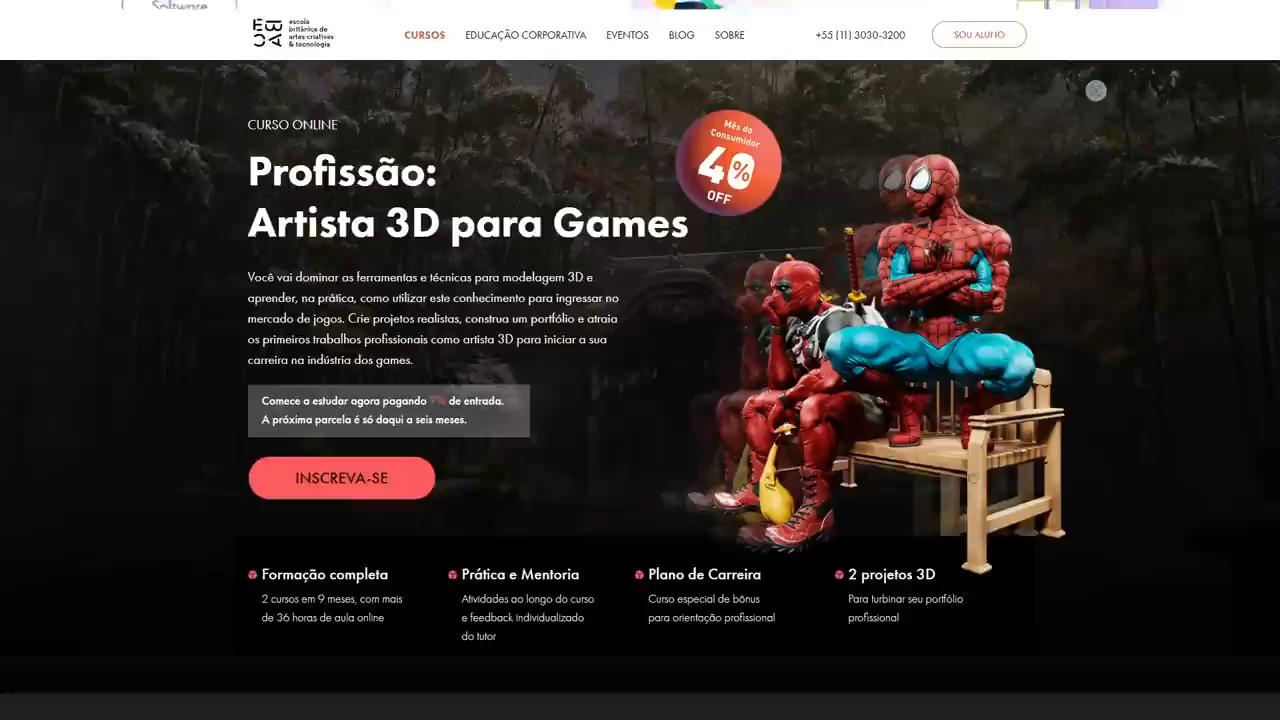 Software
EBAC
escola
britânica de
artes criativas
& tecnologia
CURSOS
EDUCAÇÃO CORPORATIVA
EVENTOS
BLOG
SOBRE
+55 (11) 3030-3200
SOU ALUNO
CURSO ONLINE
Profissão:
Artista 3D para Games
Mês do
Consumidor
40%
OFF
Você vai dominar as ferramentas e técnicas para modelagem 3D e
aprender, na prática, como utilizar este conhecimento para ingressar no
mercado de jogos. Crie projetos realistas, construa um portfólio e atraia
os primeiros trabalhos profissionais como artista 3D para iniciar a sua
carreira na indústria dos games.
Comece a estudar agora pagando de entrada.
A próxima parcela é só daqui a seis meses.
INSCREVA-SE
Formação completa
2 cursos em 9 meses, com mais
de 36 horas de aula online
Prática e Mentoria
Atividades ao longo do curso
e feedback individualizado
do tutor
Plano de Carreira
Curso especial de bônus
para orientação profissional
2 projetos 3D
Para turbinar seu portfólio
profissional